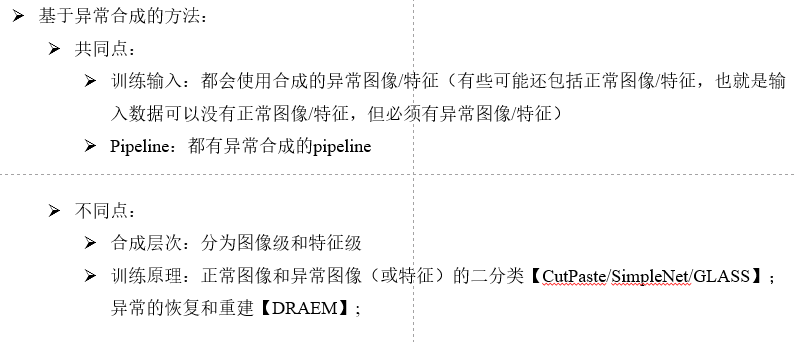 基于异常合成的方法：
共同点：
训练输入：都会使用合成的异常图像/特征（有些可能还包括正常图像/特征，也就是输
入数据可以没有正常图像/特征，但必须有异常图像/特征）
Pipeline：都有异常合成的pipeline
不同点：
合成层次：分为图像级和特征级
训练原理：正常图像和异常图像（或特征）的二分类【CutPaste/SimpleNet/GLASS】；
异常的恢复和重建【DRAEM】；